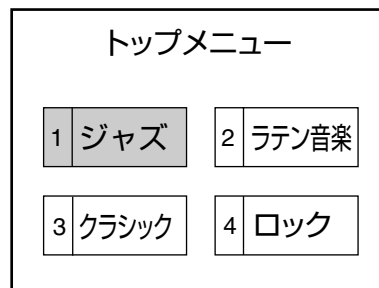 トップメニュー
1 ジャズ
2 ラテン音楽
3 クラシック
4 ロック